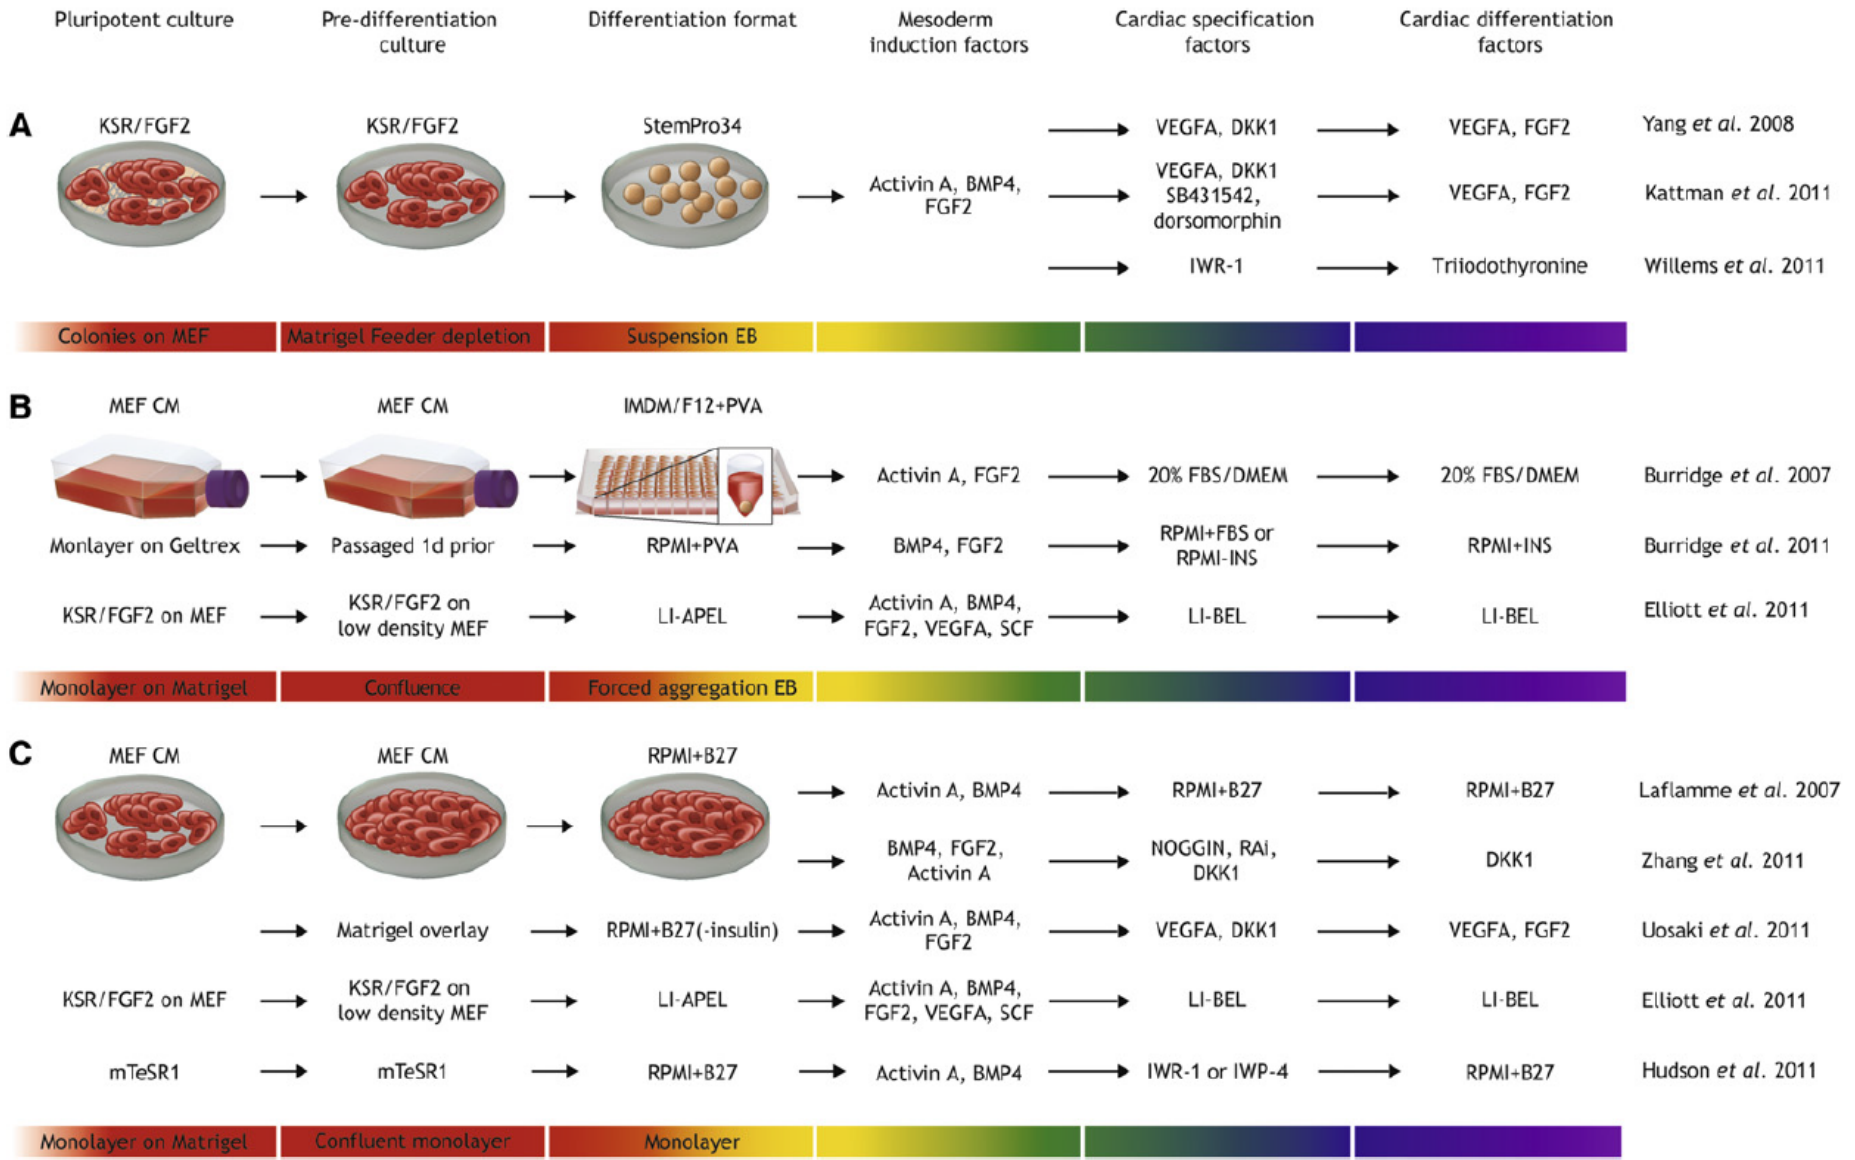 Pluripotent culture
Pre-differentiation
culture
Differentiation format
Mesoderm
induction factors
Cardiac specification
factors
Cardiac differentiation
factors
A
KSR/FGF2
KSR/FGF2
StemPro34
Activin A, BMP4,
FGF2
VEGFA, DKK1
VEGFA, FGF2
Yang et al. 2008
VEGFA, DKK1
SB431542,
dorsomorphin
VEGFA, FGF2
Kattman et al. 2011
IWR-1
Triiodothyronine
Willems et al. 2011
Colonies on MEF
Matrigel Feeder depletion
Suspension EB
B
MEF CM
MEF CM
IMDM/F12+PVA
Activin A, FGF2
20% FBS/DMEM
20% FBS/DMEM
Burridge et al. 2007
Monlayer on Geltrex
Passaged 1d prior
RPMI+PVA
BMP4, FGF2
RPMI+FBS or
RPMI-INS
RPMI+INS
Burridge et al. 2011
KSR/FGF2 on MEF
KSR/FGF2 on
low density MEF
LI-APEL
Activin A, BMP4,
FGF2, VEGFA, SCF
LI-BEL
LI-BEL
Elliott et al. 2011
Monolayer on Matrigel
Confluence
Forced aggregation EB
C
MEF CM
MEF CM
RPMI+B27
Activin A, BMP4
RPMI+B27
RPMI+B27
Laflamme et al. 2007
BMP4, FGF2,
Activin A
NOGGIN, RAi,
DKK1
DKK1
Zhang et al. 2011
Matrigel overlay
RPMI+B27(-insulin)
Activin A, BMP4,
FGF2
VEGFA, DKK1
VEGFA, FGF2
Uosaki et al. 2011
KSR/FGF2 on MEF
KSR/FGF2 on
low density MEF
LI-APEL
Activin A, BMP4,
FGF2, VEGFA, SCF
LI-BEL
LI-BEL
Elliott et al. 2011
mTeSR1
mTeSR1
RPMI+B27
Activin A, BMP4
IWR-1 or IWP-4
RPMI+B27
Hudson et al. 2011
Monolayer on Matrigel
Confluent monolayer
Monolayer